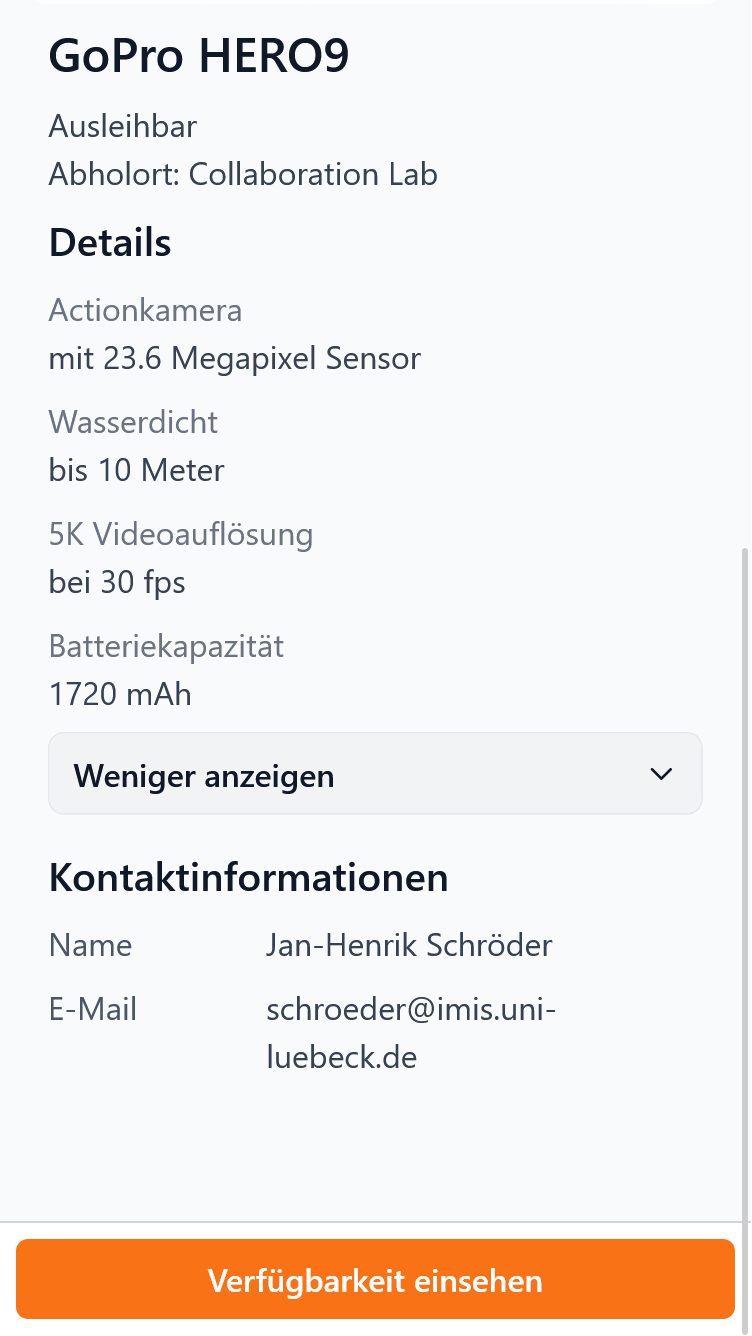 GoPro HERO9
Ausleihbar
Abholort: Collaboration Lab
Details
Actionkamera
mit 23.6 Megapixel Sensor
Wasserdicht
bis 10 Meter
5K Videoauflösung
bei 30 fps
Batteriekapazität
1720 mAh
Weniger anzeigen
Kontaktinformationen
Name Jan-Henrik Schröder
E-Mail schroeder@imis.uni-
luebeck.de
Verfügbarkeit einsehen